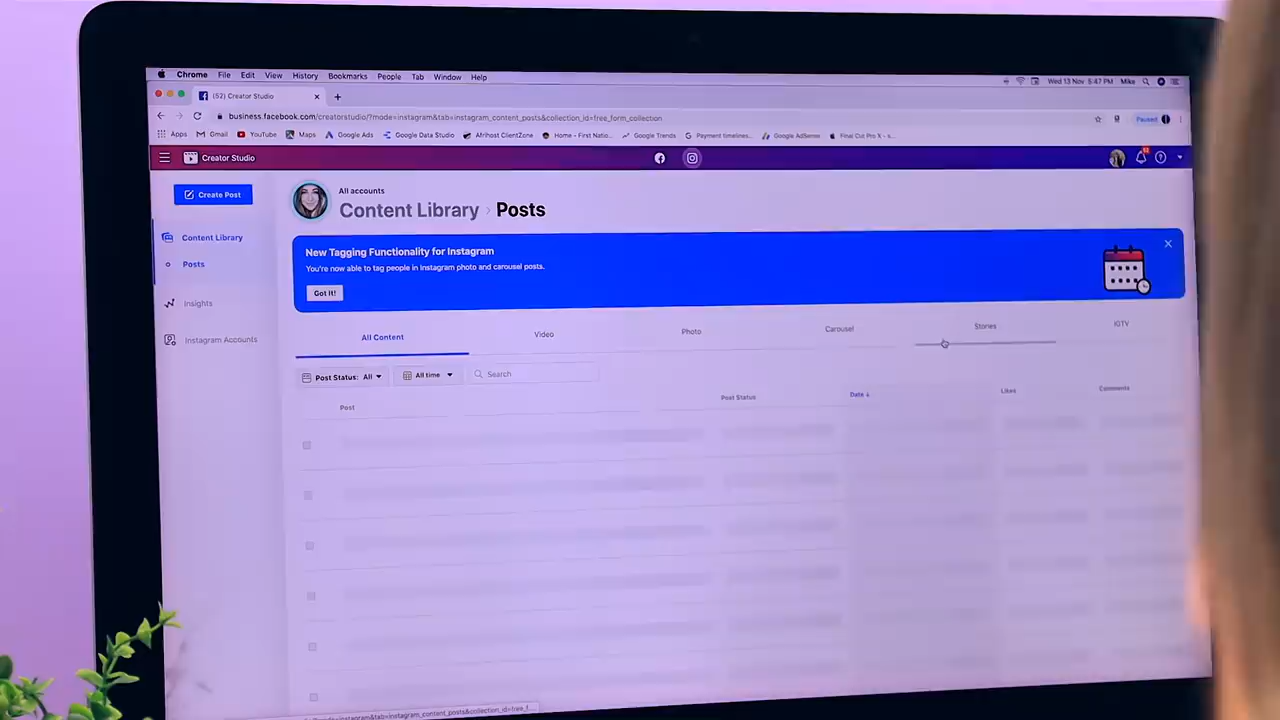 Chrome File Edit View History Bookmarks People Tab Window Help
Wed 13 Nov 5:47 PM Mike
(52) Creator Studio
business.facebook.com/creatorstudio/?mode=instagram&tab=instagram_content_posts&collection_id=free_form_collection
Paused
Apps Gmail YouTube Maps Google Ads Google Data Studio Afrihost ClientZone Home - First Natio... Google Trends Payment timelines... Google AdSense Final Cut Pro X - s...
Creator Studio
Create Post
All accounts
Content Library › Posts
Content Library
Posts
Insights
Instagram Accounts
New Tagging Functionality for Instagram
You're now able to tag people in Instagram photo and carousel posts.
Got It!
All Content Video Photo Carousel Stories IGTV
Post Status: All All time Search
Post Post Status Date Likes Comments